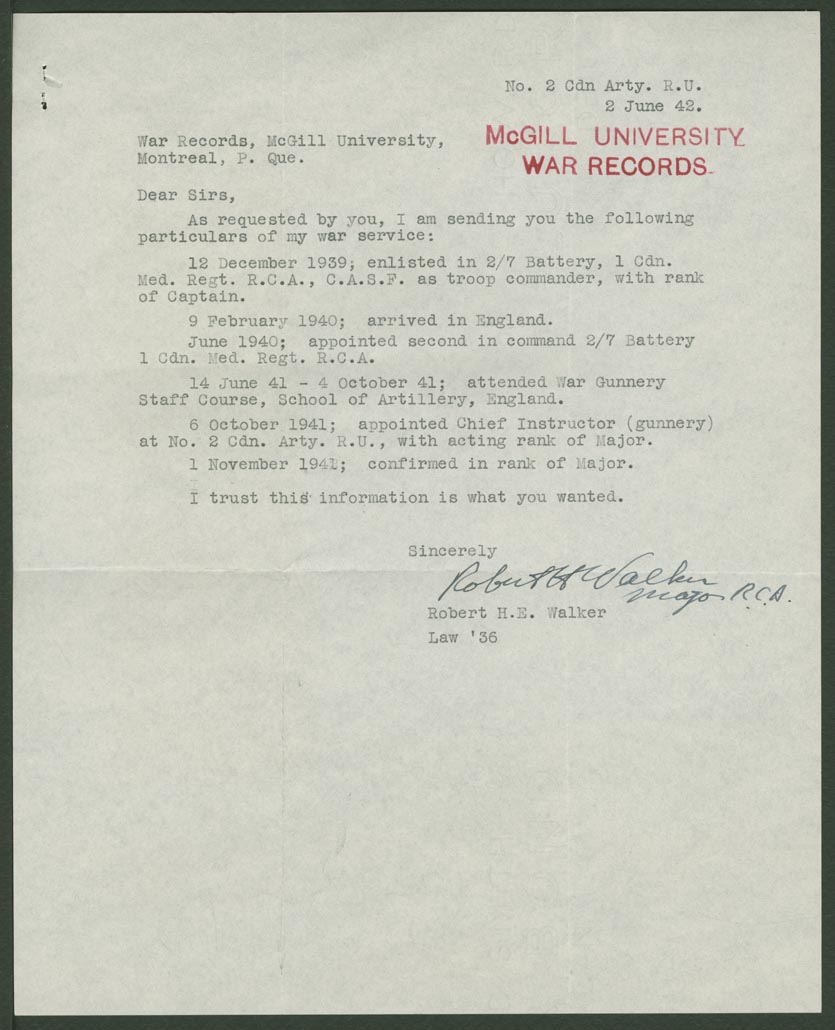 No. 2 Cdn Arty. R.U.
2 June 42.
McGILL UNIVERSITY
WAR RECORDS.
War Records, McGill University,
Montreal, P. Que.
Dear Sirs,
As requested by you, I am sending you the following
particulars of my war service:
12 December 1939; enlisted in 2/7 Battery, 1 Cdn.
Med. Regt. R.C.A., C.A.S.F. as troop commander, with rank
of Captain.
9 February 1940; arrived in England.
June 1940; appointed second in command 2/7 Battery
1 Cdn. Med. Regt. R.C.A.
14 June 41 - 4 October 41; attended War Gunnery
Staff Course, School of Artillery, England.
6 October 1941; appointed Chief Instructor (gunnery)
at No. 2 Cdn. Arty. R.U., with acting rank of Major.
1 November 1941; confirmed in rank of Major.
I trust this information is what you wanted.
Sincerely
Robert H Walker
Major R.C.A.
Robert H.E. Walker
Law '36